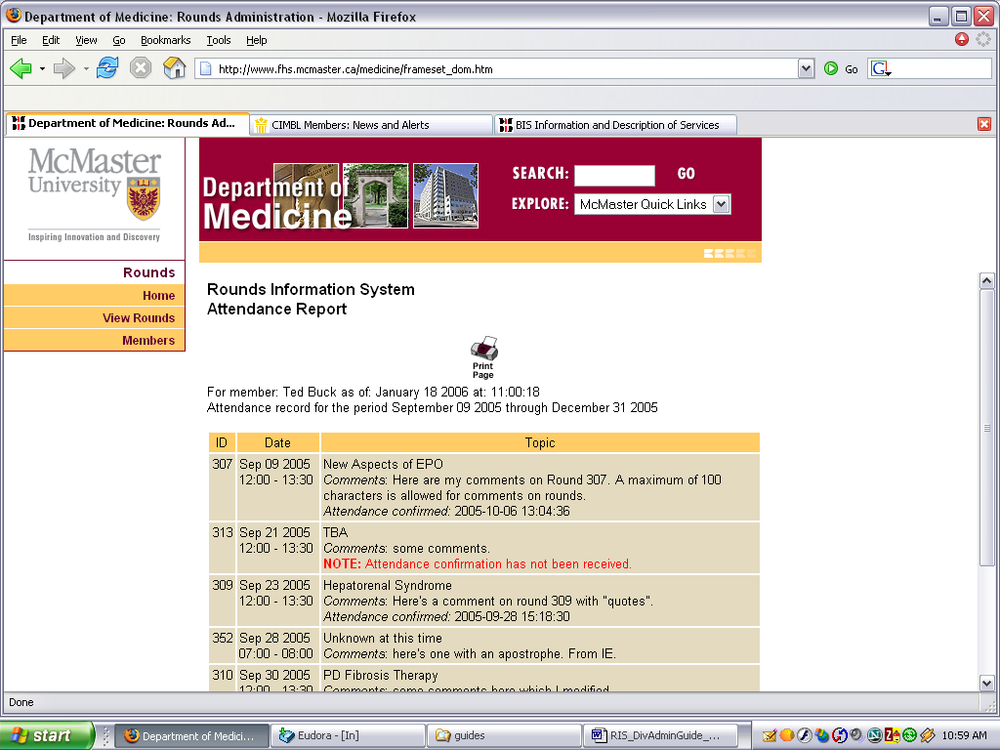 Department of Medicine: Rounds Administration - Mozilla Firefox
File Edit View Go Bookmarks Tools Help
http://www.fhs.mcmaster.ca/medicine/frameset_dom.htm
Go
G
Department of Medicine: Rounds Ad...
CIMBL Members: News and Alerts
BIS Information and Description of Services
McMaster
University
Inspiring Innovation and Discovery
Department of
Medicine
SEARCH: GO
EXPLORE: McMaster Quick Links
Rounds
Home
View Rounds
Members
Rounds Information System
Attendance Report
Print
Page
For member: Ted Buck as of: January 18 2006 at: 11:00:18
Attendance record for the period September 09 2005 through December 31 2005
ID Date Topic
307 Sep 09 2005 New Aspects of EPO
12:00 - 13:30 Comments: Here are my comments on Round 307. A maximum of 100
characters is allowed for comments on rounds.
Attendance confirmed: 2005-10-06 13:04:36
313 Sep 21 2005 TBA
12:00 - 13:30 Comments: some comments.
NOTE: Attendance confirmation has not been received.
309 Sep 23 2005 Hepatorenal Syndrome
12:00 - 13:30 Comments: Here's a comment on round 309 with "quotes".
Attendance confirmed: 2005-09-28 15:18:30
352 Sep 28 2005 Unknown at this time
07:00 - 08:00 Comments: here's one with an apostrophe. From IE.
310 Sep 30 2005 PD Fibrosis Therapy
12:00 - 13:30 Comments: some comments here which I modified
Done
start
Department of Medici...
Eudora - [In]
guides
RIS_DivAdminGuide_...
10:59 AM